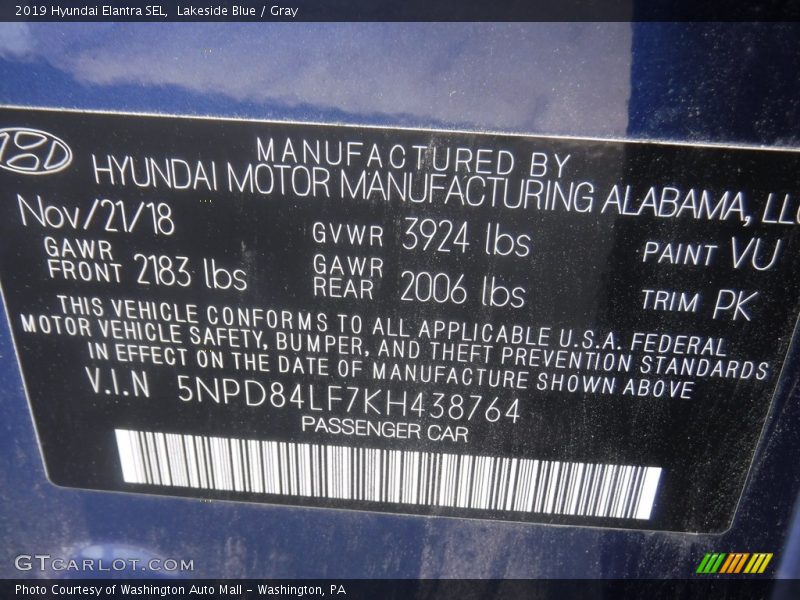 2019 Hyundai Elantra SEL, Lakeside Blue / Gray
MANUFACTURED BY
HYUNDAI MOTOR MANUFACTURING ALABAMA, LLC
Nov/21/18
GVWR 3924 lbs
PAINT VU
GAWR FRONT 2183 lbs
GAWR REAR 2006 lbs
TRIM PK
THIS VEHICLE CONFORMS TO ALL APPLICABLE U.S.A. FEDERAL
MOTOR VEHICLE SAFETY, BUMPER, AND THEFT PREVENTION STANDARDS
IN EFFECT ON THE DATE OF MANUFACTURE SHOWN ABOVE
V.I.N 5NPD84LF7KH438764
PASSENGER CAR
GTCARLOT.COM
Photo Courtesy of Washington Auto Mall - Washington, PA